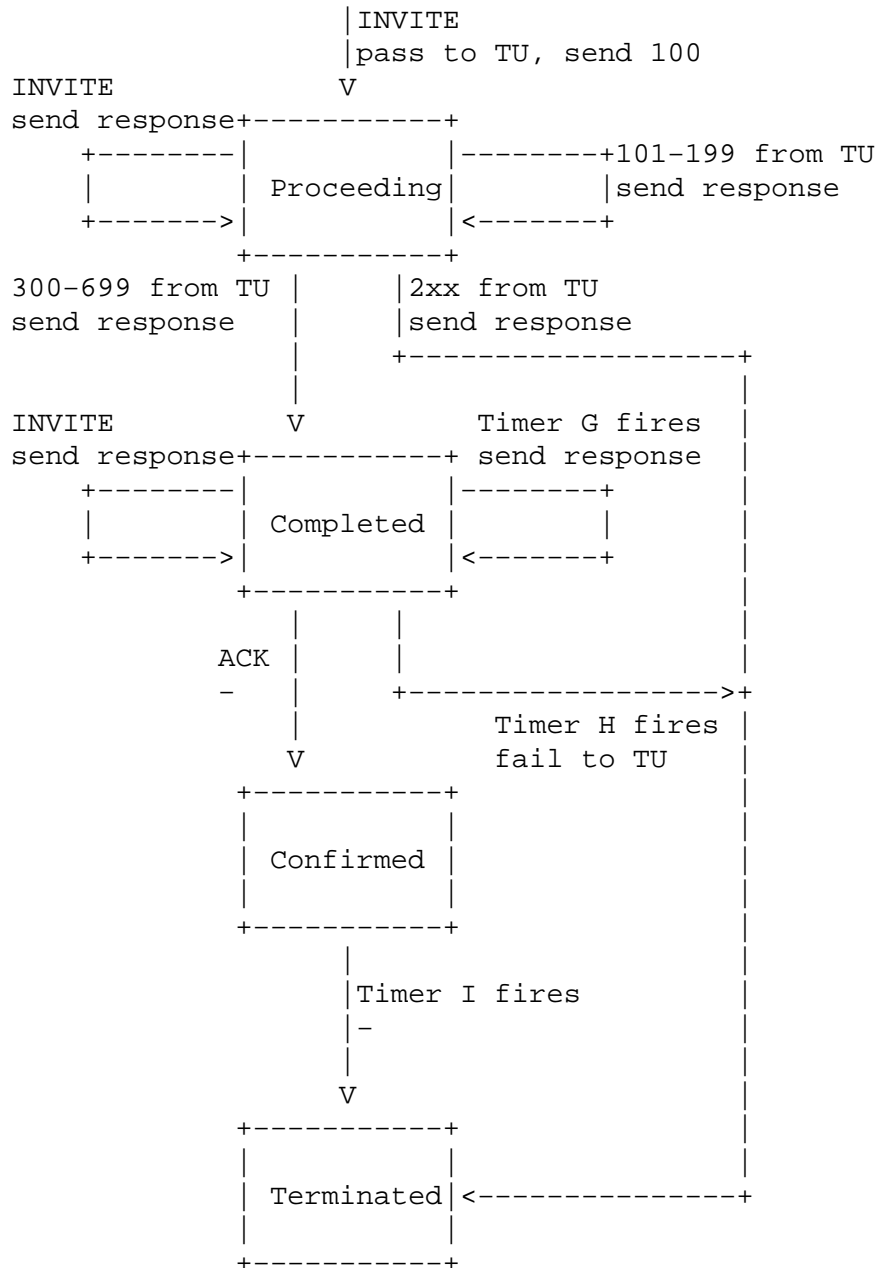 INVITE
pass to TU, send 100
INVITE
send response
101-199 from TU
Proceeding
send response
300-699 from TU
2xx from TU
send response
send response
INVITE
Timer G fires
send response
send response
Completed
ACK
-
Timer H fires
fail to TU
Confirmed
Timer I fires
-
Terminated